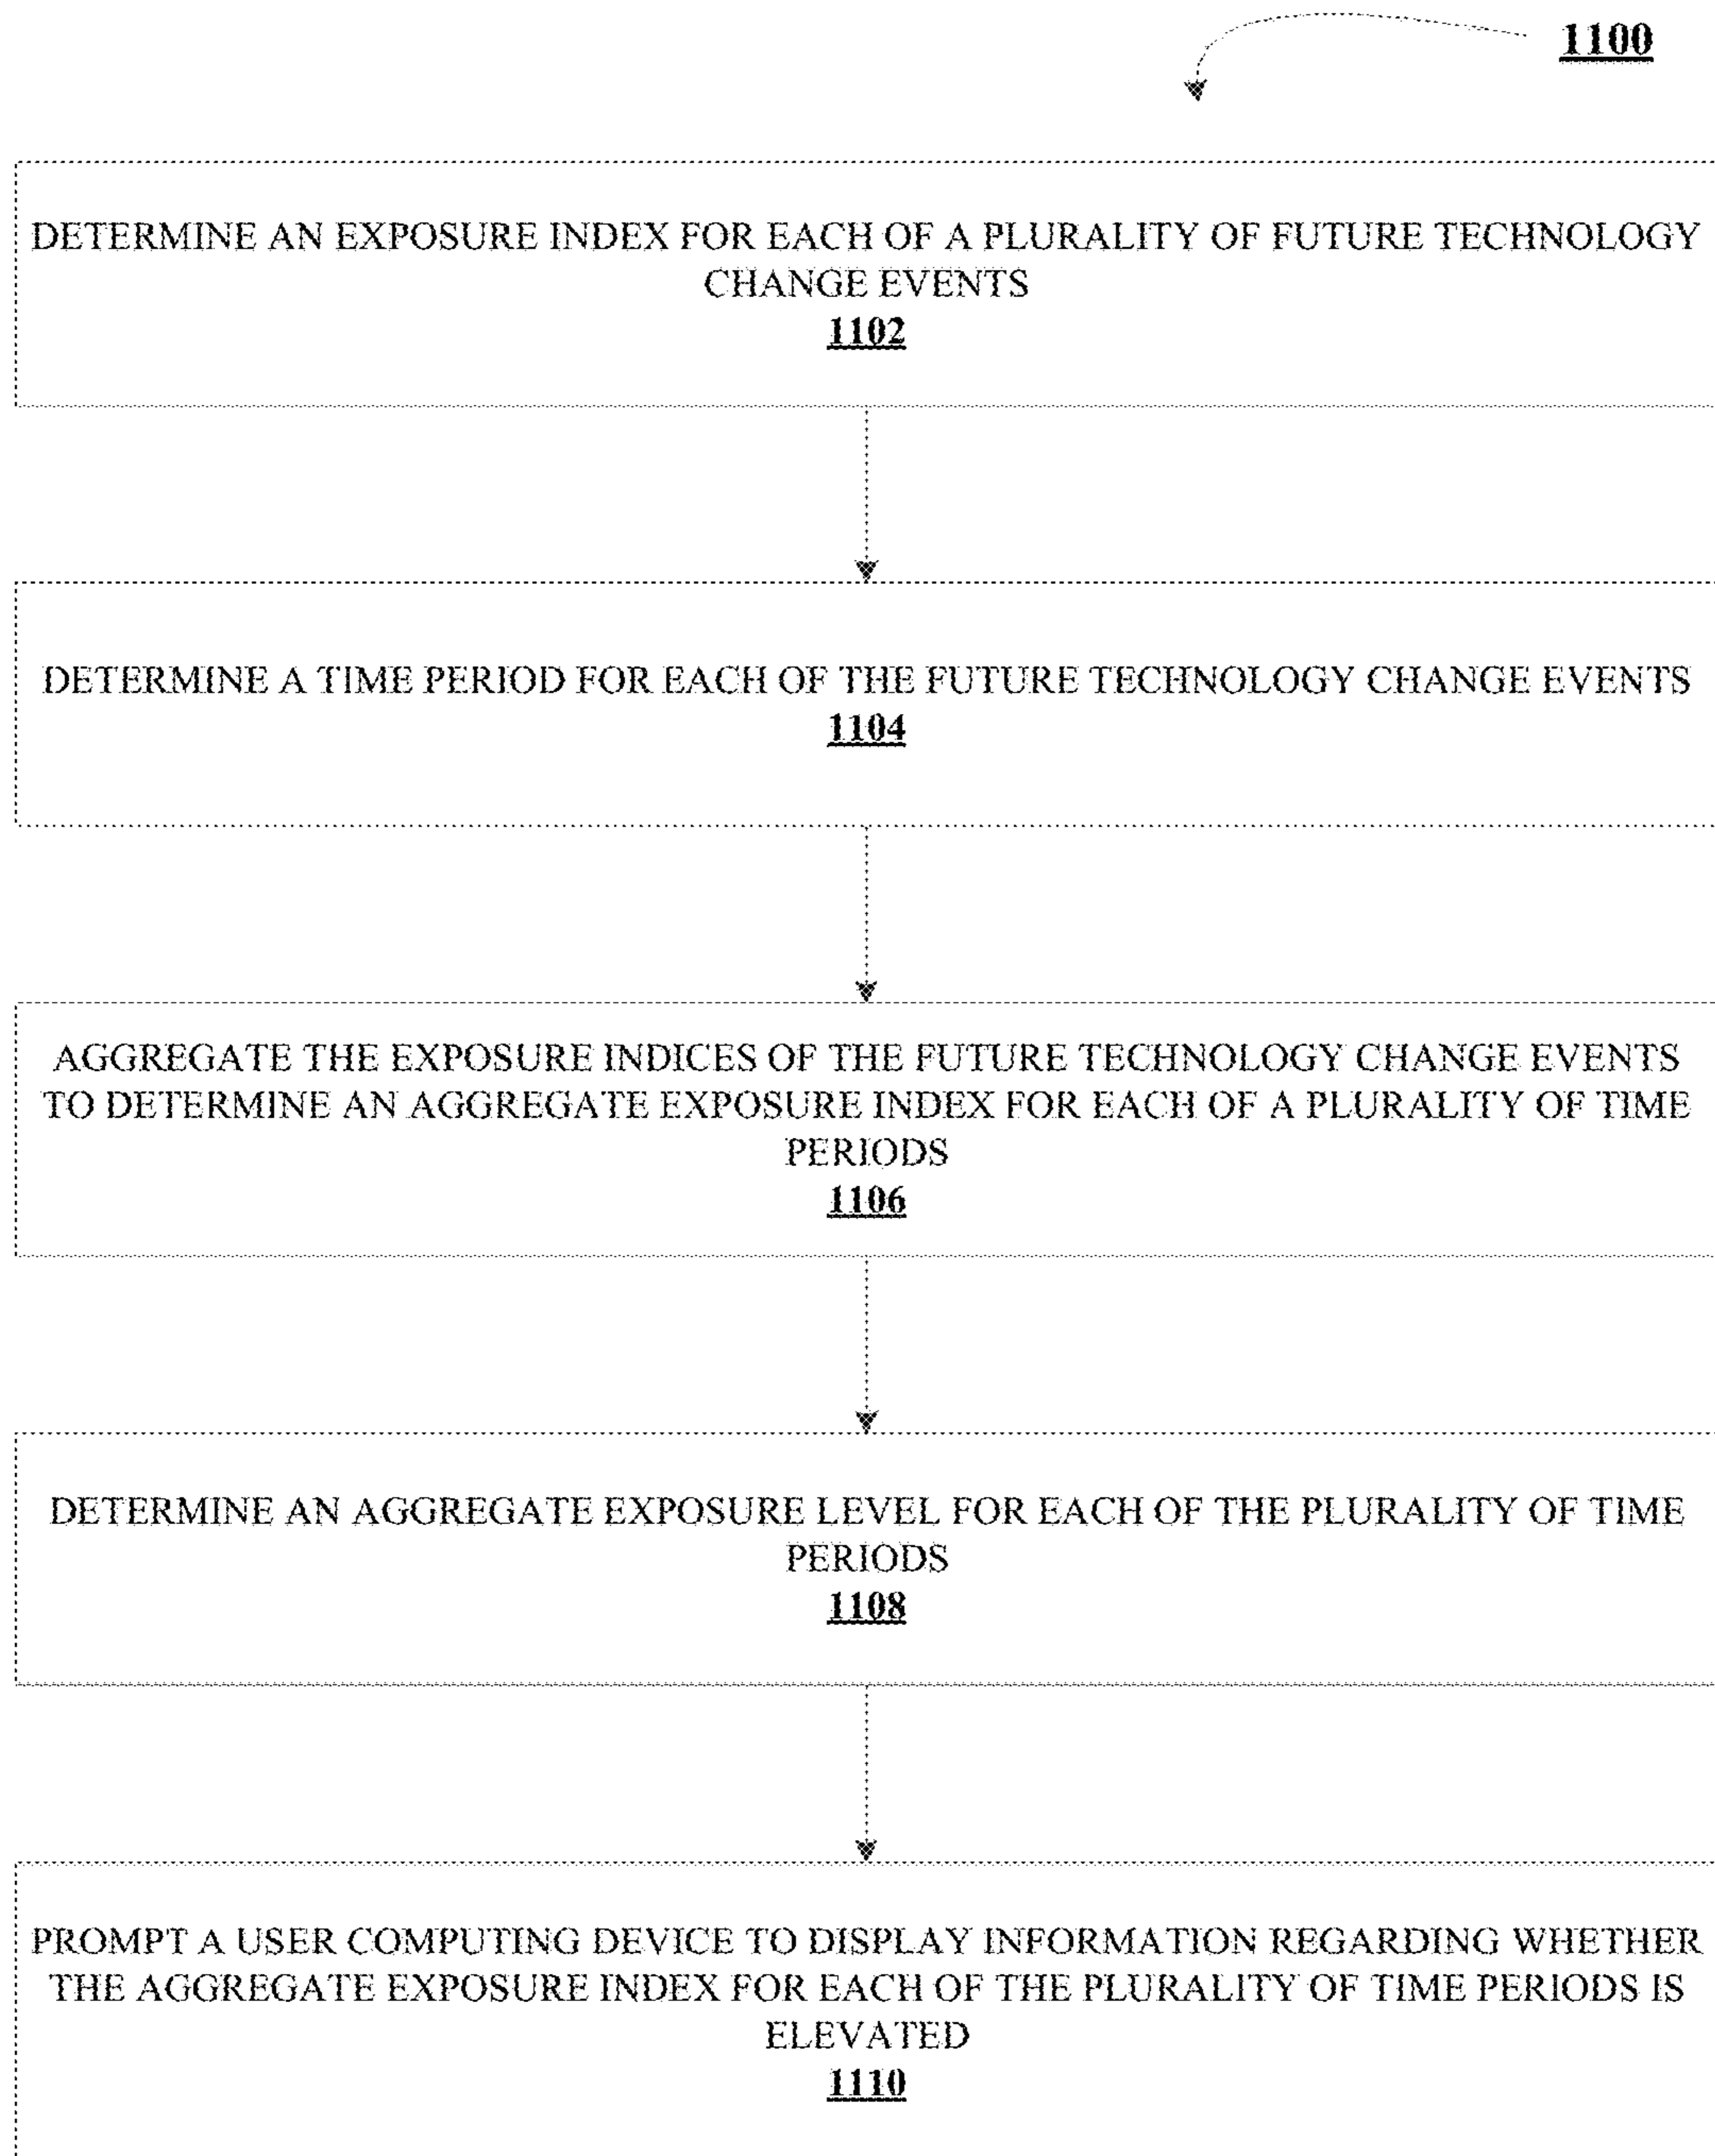 1100
DETERMINE AN EXPOSURE INDEX FOR EACH OF A PLURALITY OF FUTURE TECHNOLOGY
CHANGE EVENTS
1102
DETERMINE A TIME PERIOD FOR EACH OF THE FUTURE TECHNOLOGY CHANGE EVENTS
1104
AGGREGATE THE EXPOSURE INDICES OF THE FUTURE TECHNOLOGY CHANGE EVENTS
TO DETERMINE AN AGGREGATE EXPOSURE INDEX FOR EACH OF A PLURALITY OF TIME
PERIODS
1106
DETERMINE AN AGGREGATE EXPOSURE LEVEL FOR EACH OF THE PLURALITY OF TIME
PERIODS
1108
PROMPT A USER COMPUTING DEVICE TO DISPLAY INFORMATION REGARDING WHETHER
THE AGGREGATE EXPOSURE INDEX FOR EACH OF THE PLURALITY OF TIME PERIODS IS
ELEVATED
1110